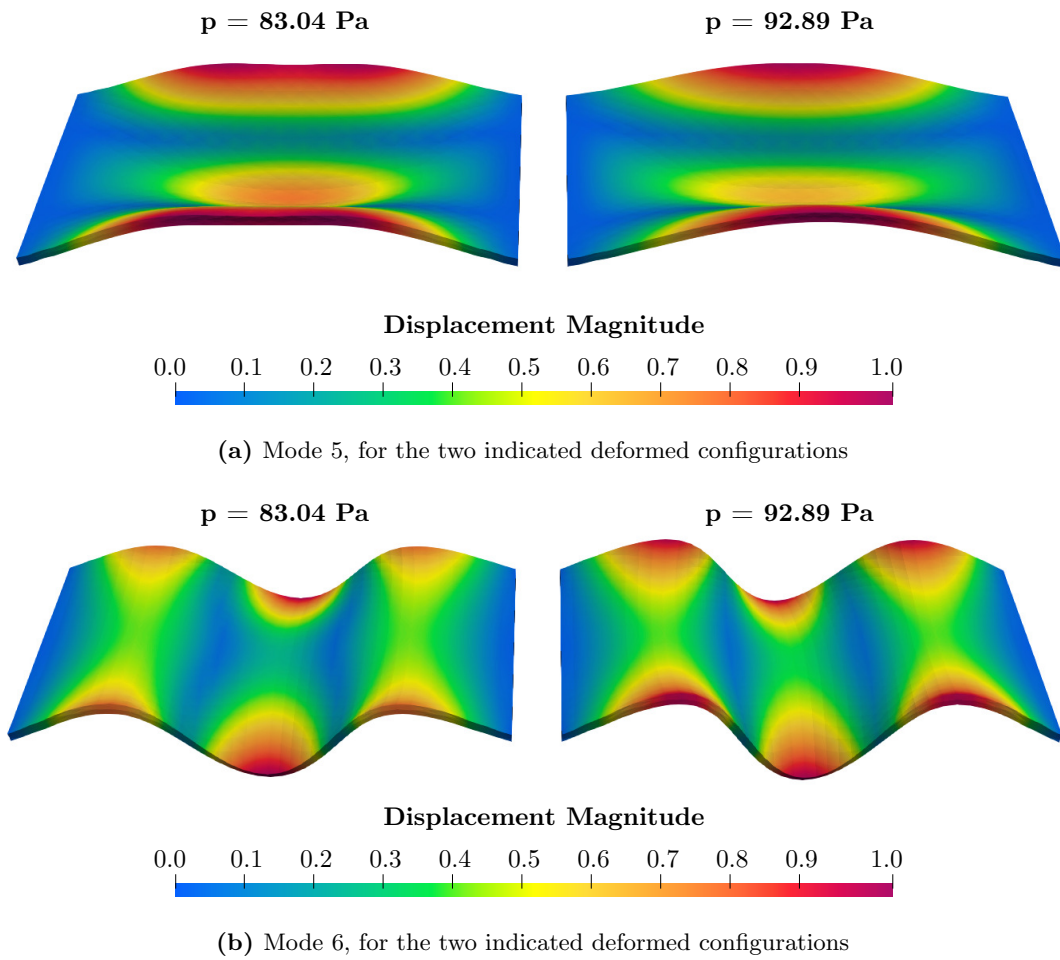 p = 83.04 Pa
p = 92.89 Pa
Displacement Magnitude
0.0 0.1 0.2 0.3 0.4 0.5 0.6 0.7 0.8 0.9 1.0
(a) Mode 5, for the two indicated deformed configurations
p = 83.04 Pa
p = 92.89 Pa
Displacement Magnitude
0.0 0.1 0.2 0.3 0.4 0.5 0.6 0.7 0.8 0.9 1.0
(b) Mode 6, for the two indicated deformed configurations